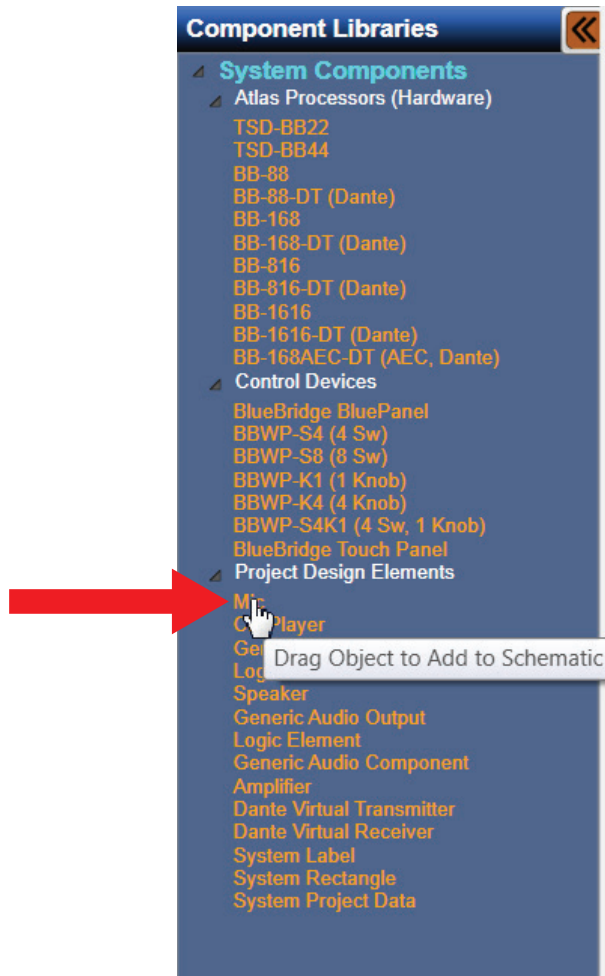 Component Libraries
System Components
Atlas Processors (Hardware)
TSD-BB22
TSD-BB44
BB-88
BB-88-DT (Dante)
BB-168
BB-168-DT (Dante)
BB-816
BB-816-DT (Dante)
BB-1616
BB-1616-DT (Dante)
BB-168AEC-DT (AEC, Dante)
Control Devices
BlueBridge BluePanel
BBWP-S4 (4 Sw)
BBWP-S8 (8 Sw)
BBWP-K1 (1 Knob)
BBWP-K4 (4 Knob)
BBWP-S4K1 (4 Sw, 1 Knob)
BlueBridge Touch Panel
Project Design Elements
Mic
Player
Drag Object to Add to Schematic
Speaker
Generic Audio Output
Logic Element
Generic Audio Component
Amplifier
Dante Virtual Transmitter
Dante Virtual Receiver
System Label
System Rectangle
System Project Data